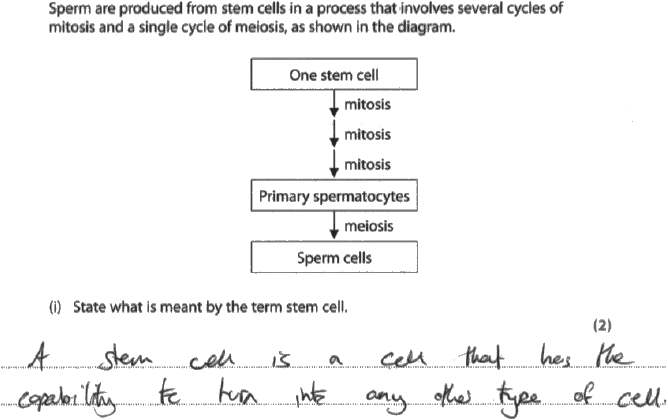 Sperm are produced from stem cells in a process that involves several cycles of
mitosis and a single cycle of meiosis, as shown in the diagram.
One stem cell
mitosis
mitosis
mitosis
Primary spermatocytes
meiosis
Sperm cells
(i) State what is meant by the term stem cell.
(2)
A stem cell is a cell that has the
capability to turn into any other type of cell